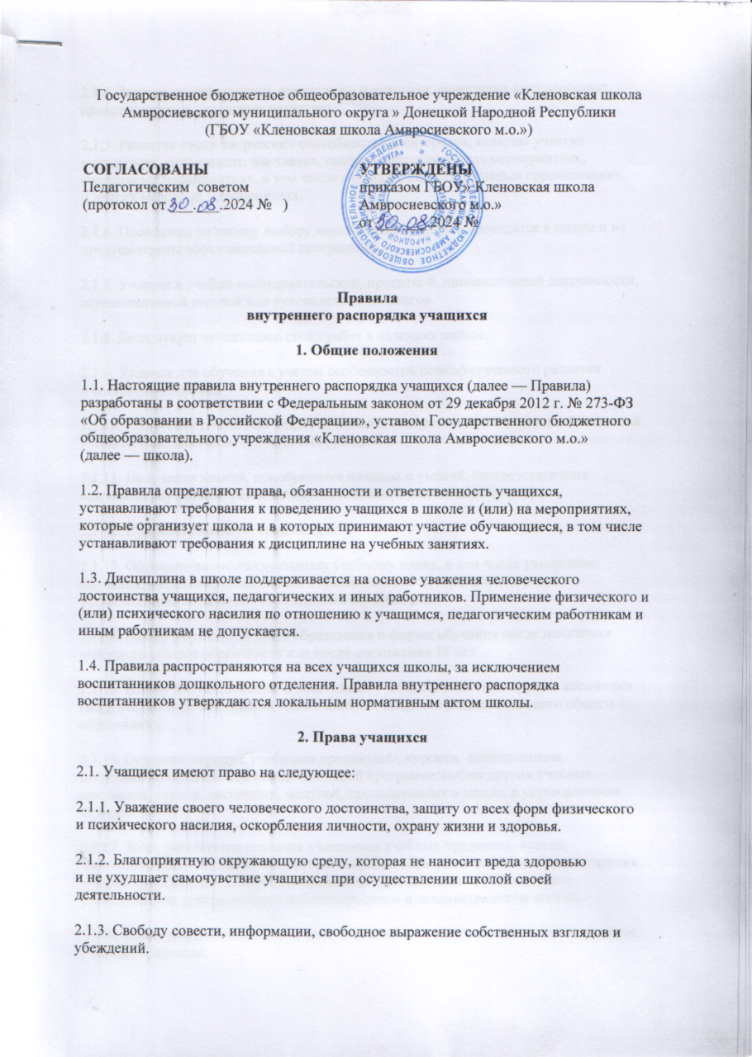 Государственное бюджетное общеобразовательное учреждение «Кленовская школа
Амвросиевского муниципального округа » Донецкой Народной Республики
(ГБОУ «Кленовская школа Амвросиевского м.о.»)
СОГЛАСОВАНЫ
Педагогическим советом
(протокол от 30.08.2024 № )
УТВЕРЖДЕНЫ
приказом ГБОУ« Кленовская школа
Амвросиевского м.о.»
от 30.08.2024 №
Правила
внутреннего распорядка учащихся
1. Общие положения
1.1. Настоящие правила внутреннего распорядка учащихся (далее — Правила)
разработаны в соответствии с Федеральным законом от 29 декабря 2012 г. № 273-ФЗ
«Об образовании в Российской Федерации», уставом Государственного бюджетного
общеобразовательного учреждения «Кленовская школа Амвросиевского м.о.»
(далее — школа).
1.2. Правила определяют права, обязанности и ответственность учащихся,
устанавливают требования к поведению учащихся в школе и (или) на мероприятиях,
которые организует школа и в которых принимают участие обучающиеся, в том числе
устанавливают требования к дисциплине на учебных занятиях.
1.3. Дисциплина в школе поддерживается на основе уважения человеческого
достоинства учащихся, педагогических и иных работников. Применение физического и
(или) психического насилия по отношению к учащимся, педагогическим работникам и
иным работникам не допускается.
1.4. Правила распространяются на всех учащихся школы, за исключением
воспитанников дошкольного отделения. Правила внутреннего распорядка
воспитанников утверждаются локальным нормативным актом школы.
2. Права учащихся
2.1. Учащиеся имеют право на следующее:
2.1.1. Уважение своего человеческого достоинства, защиту от всех форм физического
и психического насилия, оскорбления личности, охрану жизни и здоровья.
2.1.2. Благоприятную окружающую среду, которая не наносит вреда здоровью
и не ухудшает самочувствие учащихся при осуществлении школой своей
деятельности.
2.1.3. Свободу совести, информации, свободное выражение собственных взглядов и
убеждений.